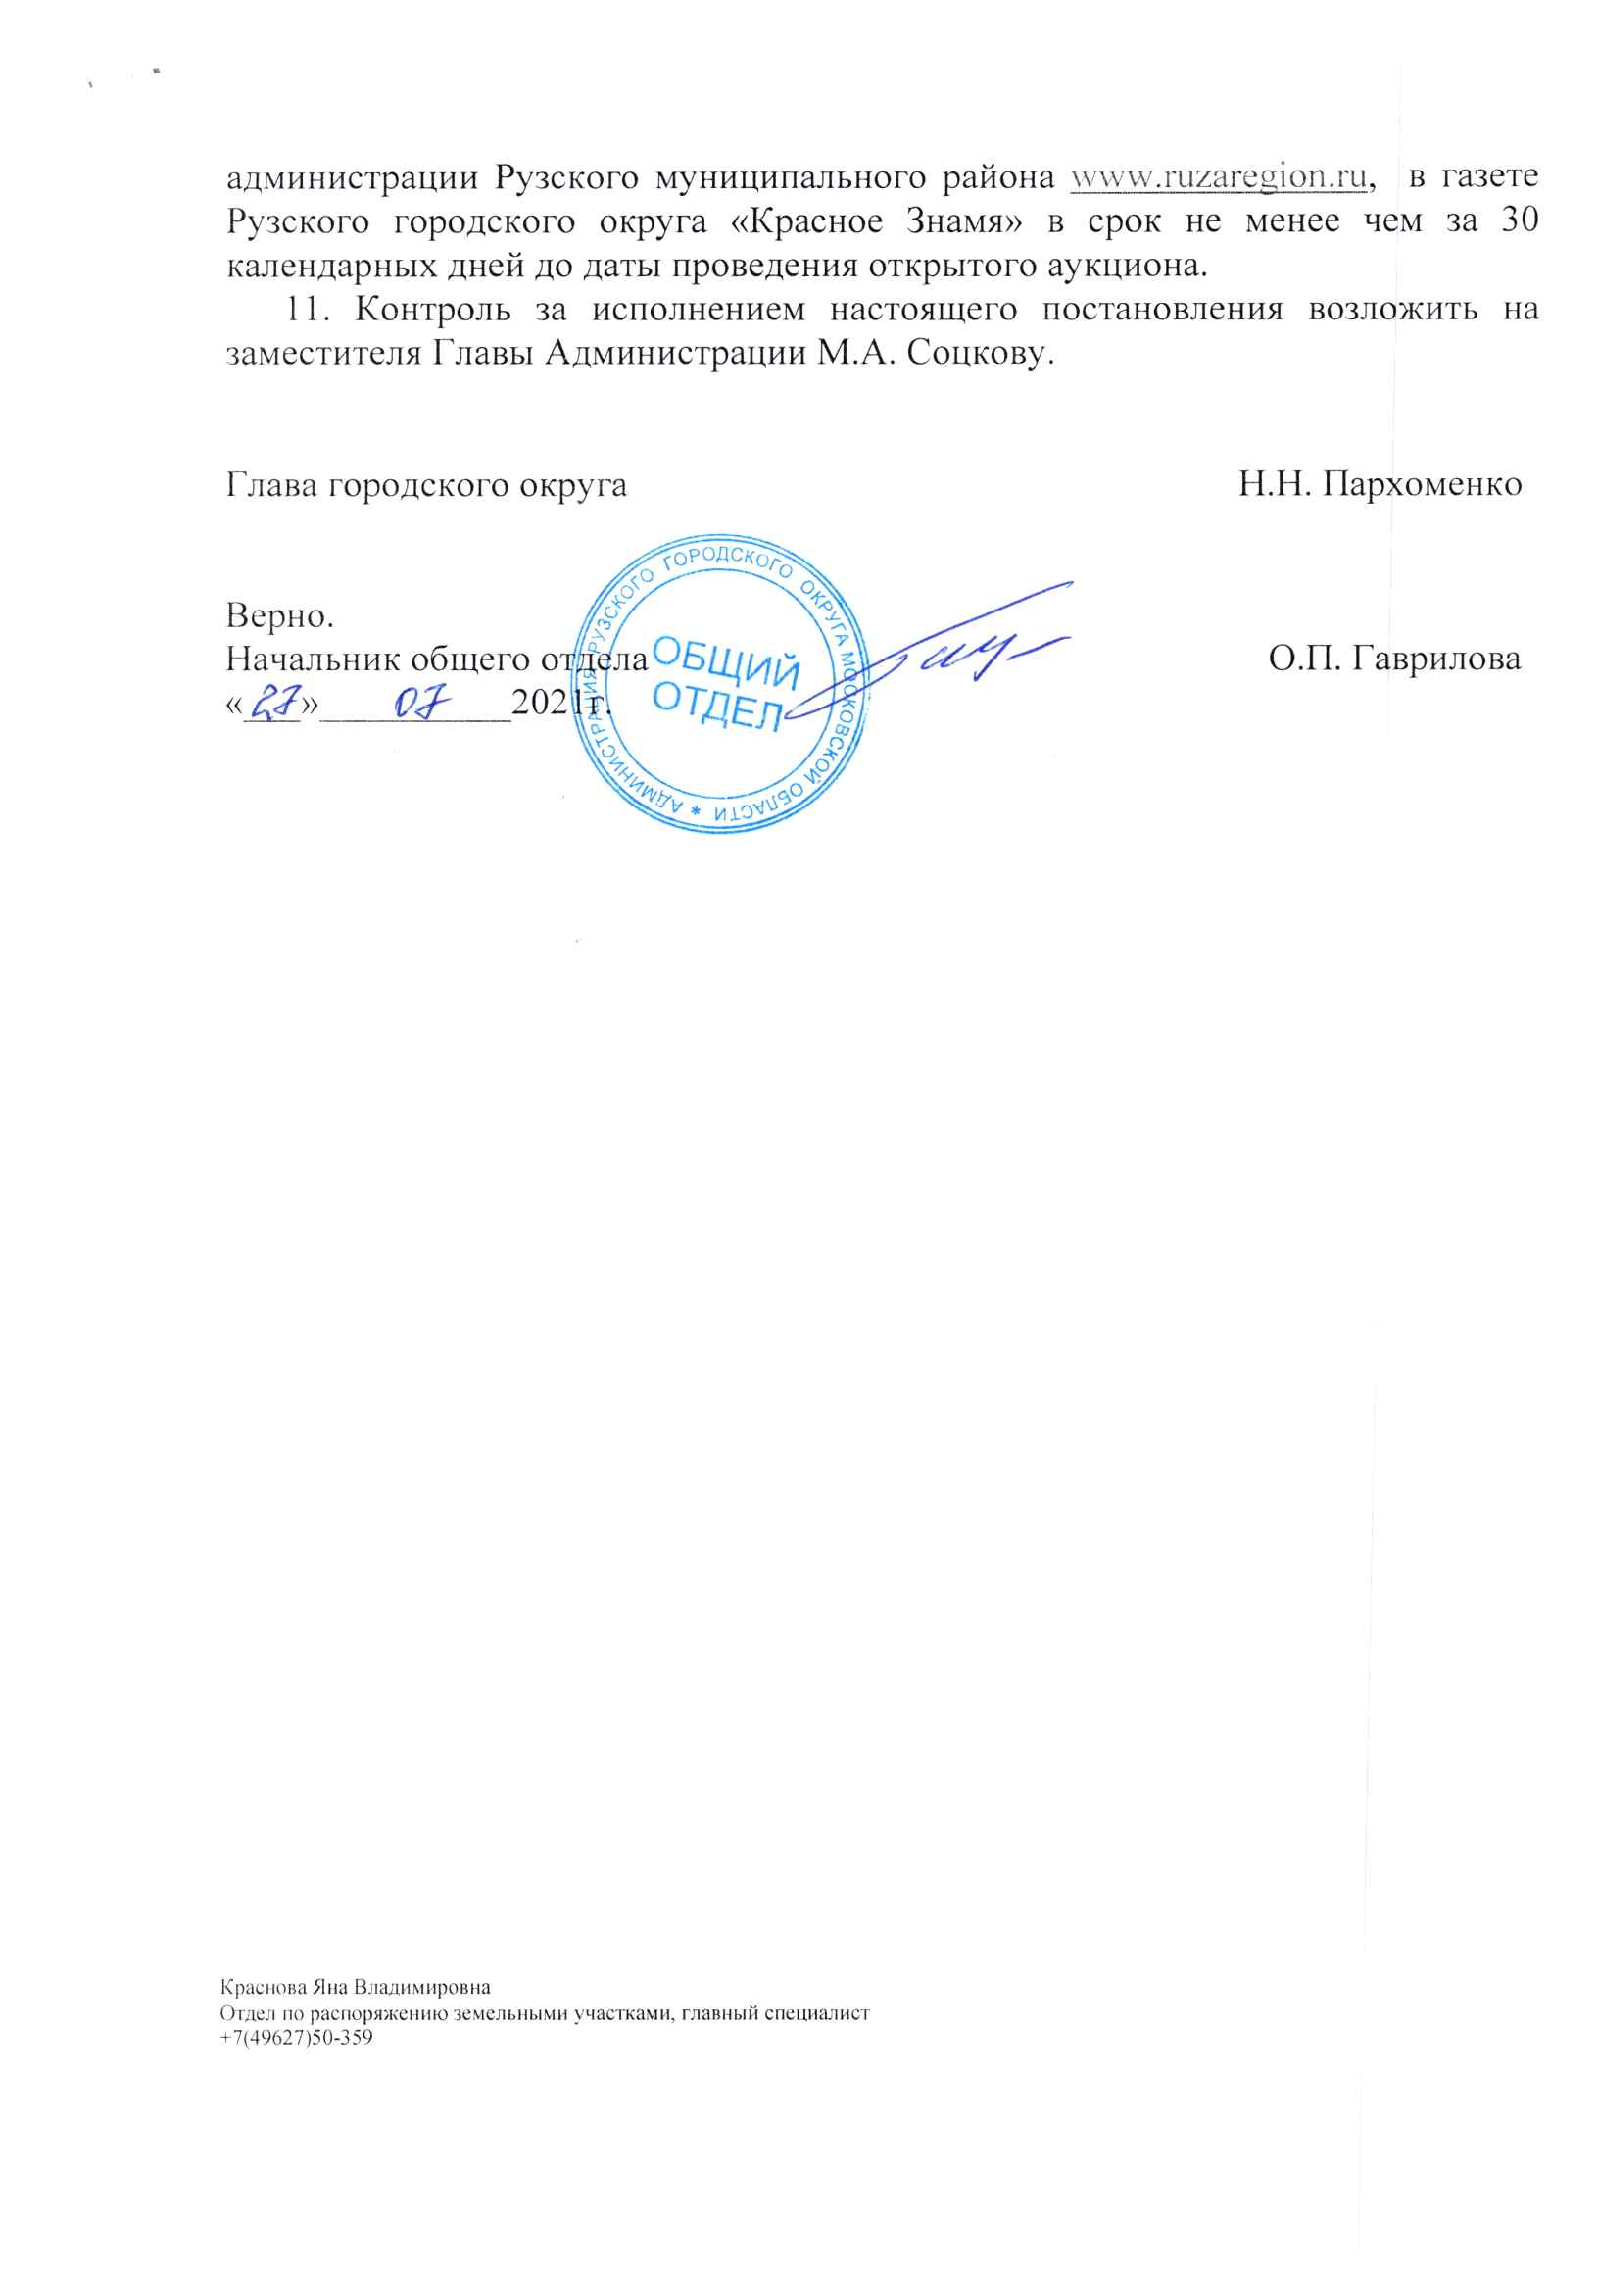 администрации Рузского муниципального района www.ruzaregion.ru, в газете
Рузского городского округа «Красное Знамя» в срок не менее чем за 30
календарных дней до даты проведения открытого аукциона.
11. Контроль за исполнением настоящего постановления возложить на
заместителя Главы Администрации М.А. Соцкову.
Глава городского округа Н.Н. Пархоменко
Верно.
Начальник общего отдела О.П. Гаврилова
«27» 07 2021г.
АДМИНИСТРАЦИЯ РУЗСКОГО ГОРОДСКОГО ОКРУГА МОСКОВСКОЙ ОБЛАСТИ *
ОБЩИЙ
ОТДЕЛ
Краснова Яна Владимировна
Отдел по распоряжению земельными участками, главный специалист
+7(49627)50-359